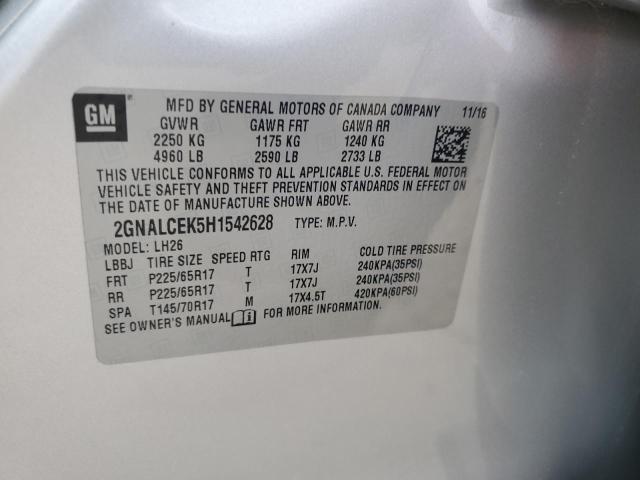 GM
MFD BY GENERAL MOTORS OF CANADA COMPANY 11/16
GVWR GAWR FRT GAWR RR
2250 KG 1175 KG 1240 KG
4960 LB 2590 LB 2733 LB
THIS VEHICLE CONFORMS TO ALL APPLICABLE U.S. FEDERAL MOTOR
VEHICLE SAFETY AND THEFT PREVENTION STANDARDS IN EFFECT ON
THE DATE OF MANUFACTURE SHOWN ABOVE.
2GNALCEK5H1542628 TYPE: M.P.V.
MODEL: LH26
LBBJ TIRE SIZE SPEED RTG RIM COLD TIRE PRESSURE
FRT P225/65R17 T 17X7J 240KPA(35PSI)
RR P225/65R17 T 17X7J 240KPA(35PSI)
SPA T145/70R17 M 17X4.5T 420KPA(60PSI)
SEE OWNER'S MANUAL FOR MORE INFORMATION.